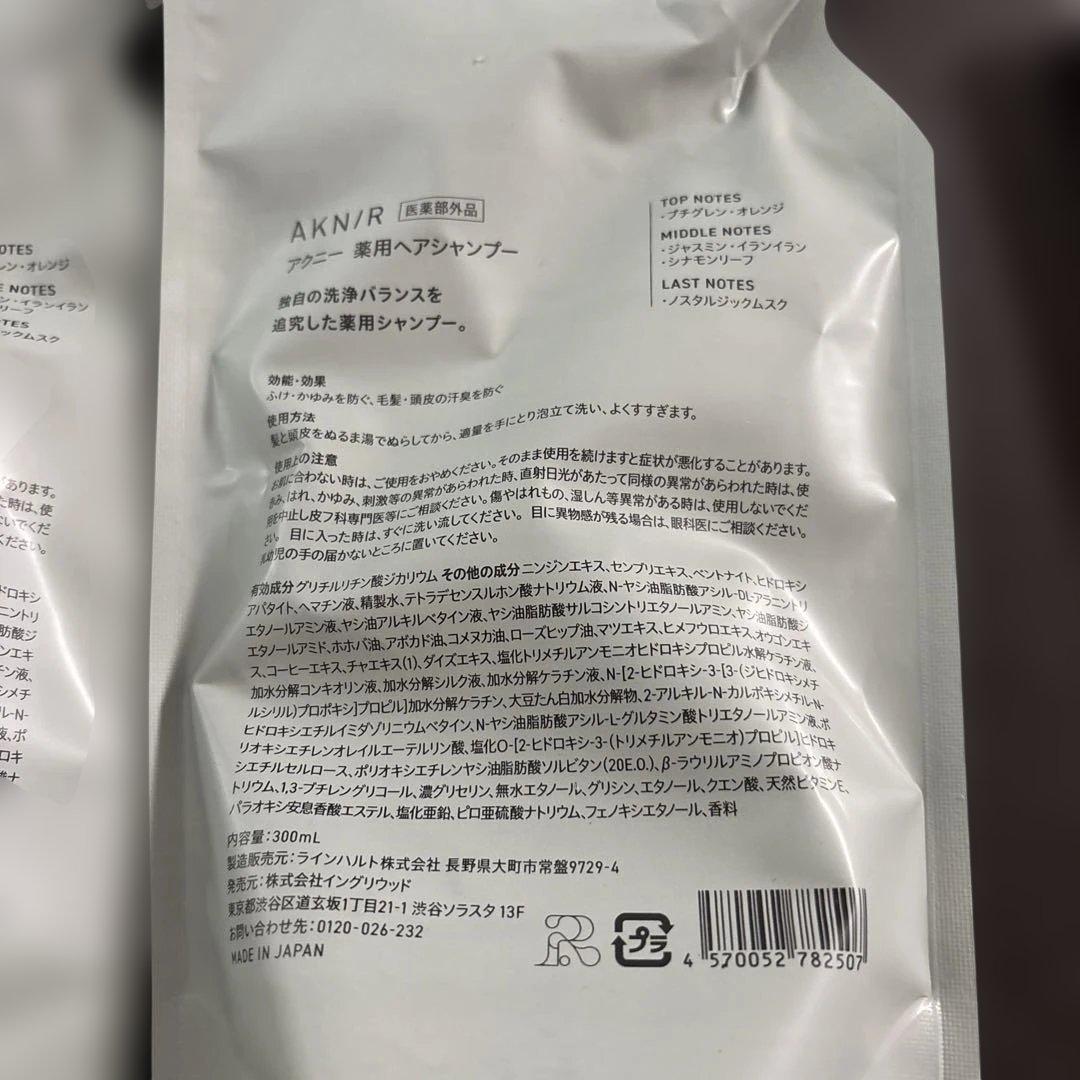 AKN/R 医薬部外品
アクニー 薬用ヘアシャンプー
独自の洗浄バランスを
追究した薬用シャンプー。
TOP NOTES
・プチグレン・オレンジ
MIDDLE NOTES
・ジャスミン・イランイラン
・シナモンリーフ
LAST NOTES
・ノスタルジックムスク
効能・効果
ふけ・かゆみを防ぐ、毛髪・頭皮の汗臭を防ぐ
使用方法
髪と頭皮をぬるま湯でぬらしてから、適量を手にとり泡立て洗い、よくすすぎます。
使用上の注意
お肌に合わない時は、ご使用をおやめください。そのまま使用を続けますと症状が悪化することがあります。
赤み、はれ、かゆみ、刺激等の異常があらわれた時、直射日光があたって同様の異常があらわれた時は、使
用を中止し皮フ科専門医等にご相談ください。傷やはれもの、湿しん等異常がある時は、使用しないでくだ
さい。 目に入った時は、すぐに洗い流してください。 目に異物感が残る場合は、眼科医にご相談ください。
乳幼児の手の届かないところに置いてください。
有効成分 グリチルリチン酸ジカリウム その他の成分 ニンジンエキス、センブリエキス、ベントナイト、ヒドロキシ
アパタイト、ヘマチン液、精製水、テトラデセンスルホン酸ナトリウム液、N-ヤシ油脂肪酸アシル-DL-アラニントリ
エタノールアミン液、ヤシ油アルキルベタイン液、ヤシ油脂肪酸サルコシントリエタノールアミン、ヤシ油脂肪酸ジ
エタノールアミド、ホホバ油、アボカド油、コメヌカ油、ローズヒップ油、マツエキス、ヒメフウロエキス、オウゴンエキ
ス、コーヒーエキス、チャエキス(1)、ダイズエキス、塩化トリメチルアンモニオヒドロキシプロピル加水分解ケラチン液、
加水分解コンキオリン液、加水分解シルク液、加水分解ケラチン液、N-[2-ヒドロキシ-3-[3-(ジヒドロキシメチ
ルシリル)プロポキシ]プロピル]加水分解ケラチン、大豆たん白加水分解物、2-アルキル-N-カルボキシメチル-N-
ヒドロキシエチルイミダゾリニウムベタイン、N-ヤシ油脂肪酸アシル-L-グルタミン酸トリエタノールアミン液、ポ
リオキシエチレンオレイルエーテルリン酸、塩化O-[2-ヒドロキシ-3-(トリメチルアンモニオ)プロピル]ヒドロキ
シエチルセルロース、ポリオキシエチレンヤシ油脂肪酸ソルビタン(20E.O.)、β-ラウリルアミノプロピオン酸ナ
トリウム、1,3-ブチレングリコール、濃グリセリン、無水エタノール、グリシン、エタノール、クエン酸、天然ビタミンE、
パラオキシ安息香酸エステル、塩化亜鉛、ピロ亜硫酸ナトリウム、フェノキシエタノール、香料
内容量：300mL
製造販売元：ラインハルト株式会社 長野県大町市常盤9729-4
発売元：株式会社イングリウッド
東京都渋谷区道玄坂1丁目21-1 渋谷ソラスタ 13F
お問い合わせ先：0120-026-232
MADE IN JAPAN
プラ
4 570052 782507